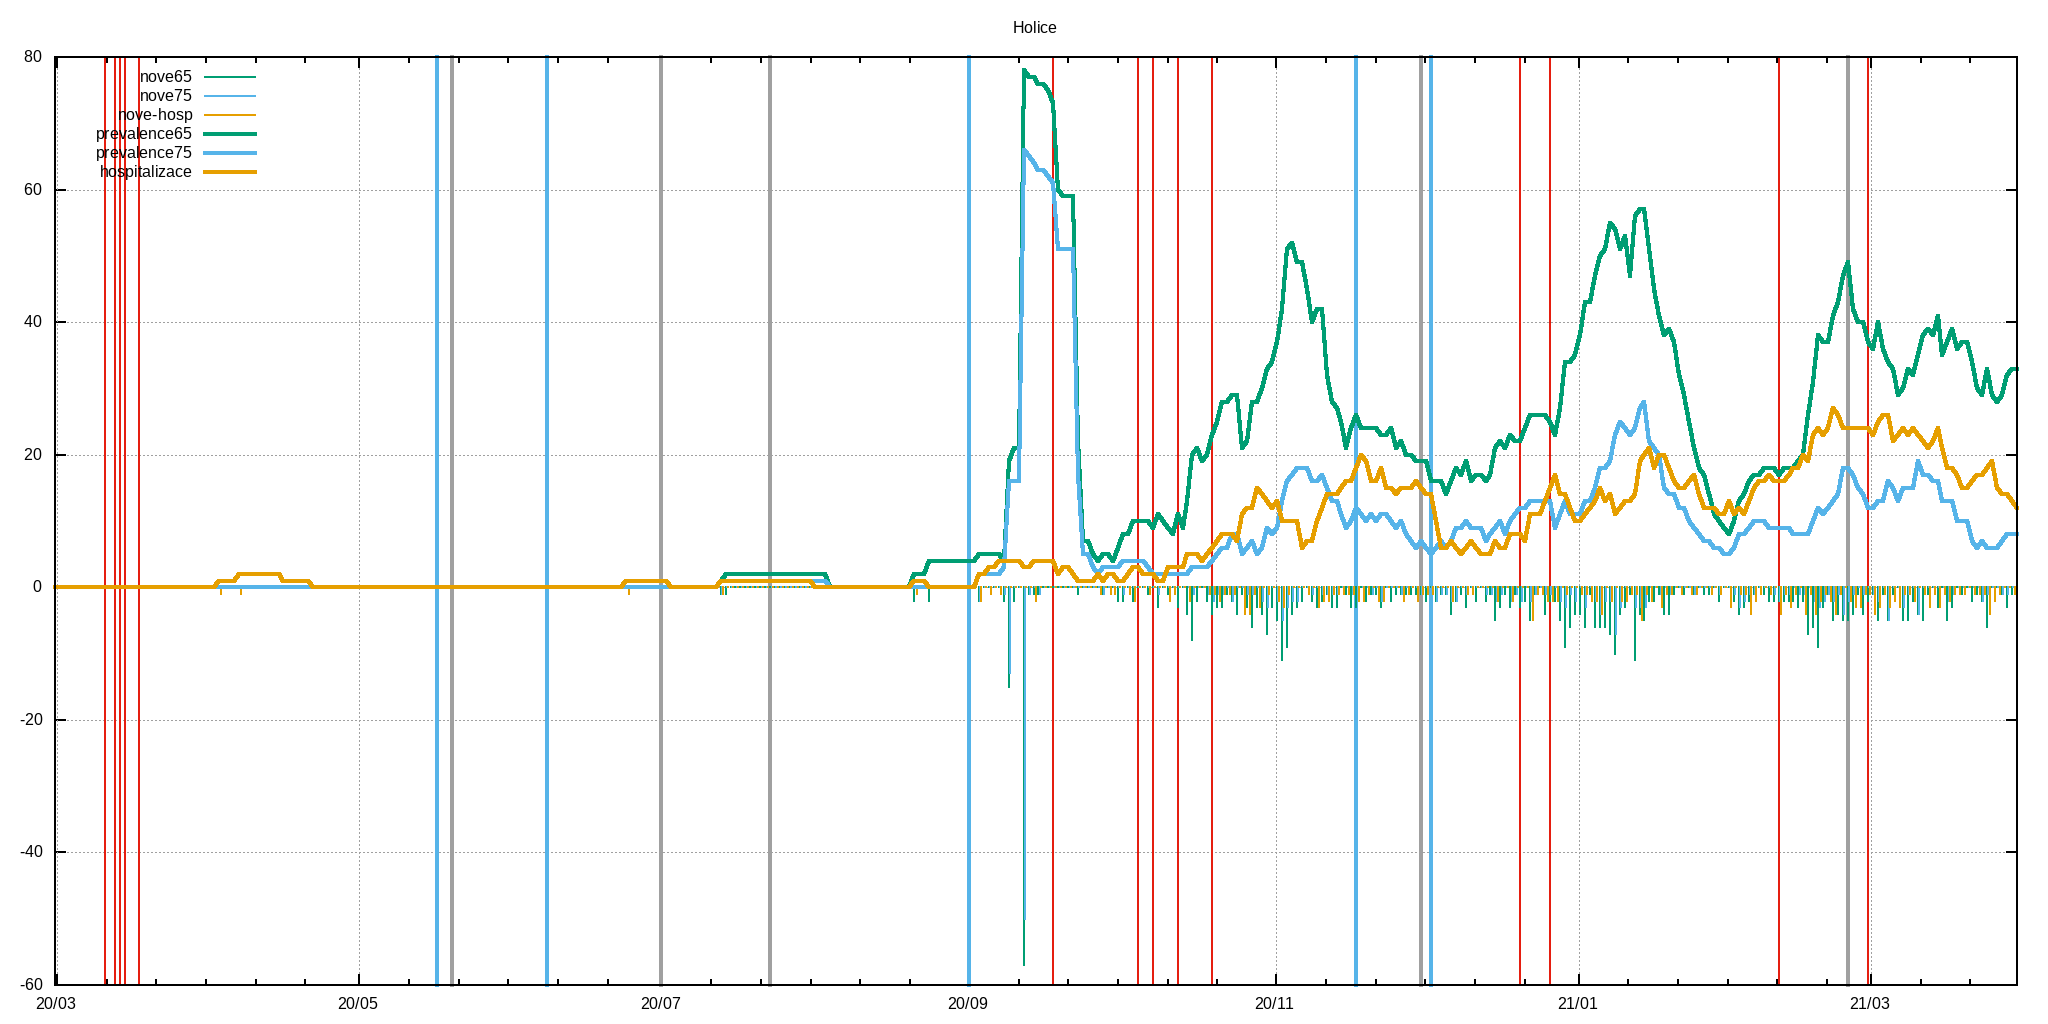 Holice
80
nove65
nove75
nove-hosp
prevalence65
prevalence75
hospitalizace
60
40
20
0
-20
-40
-60
20/03 20/05 20/07 20/09 20/11 21/01 21/03